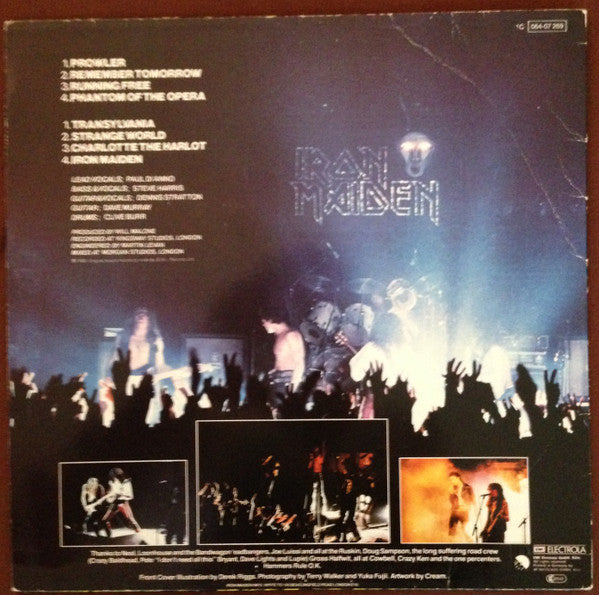 1C 064-07 269
1. PROWLER
2. REMEMBER TOMORROW
3. RUNNING FREE
4. PHANTOM OF THE OPERA
1. TRANSYLVANIA
2. STRANGE WORLD
3. CHARLOTTE THE HARLOT
4. IRON MAIDEN
LEAD VOCALS; PAUL DI'ANNO
BASS & VOCALS; STEVE HARRIS
GUITAR & VOCALS; DENNIS STRATTON
GUITAR; DAVE MURRAY
DRUMS; CLIVE BURR
PRODUCED BY WILL MALONE
RECORDED AT KINGSWAY STUDIOS, LONDON
ENGINEERED BY MARTIN LEVAN
MIXED AT MORGAN STUDIOS, LONDON
IRON
MAIDEN
Thanks to Neal, Loonhouse and the Bandwagon 'eadbangers, Joe Luissi and all at the Ruskin, Doug Sampson, the long suffering road crew
(Crazy Baldhead, Pete "I don't need all this" Bryant, Dave Lights and Lupie) Gross Halfwit, all at Cowbell, Crazy Ken and the one percenters.
Hammers Rule O.K.
Front Cover Illustration by Derek Riggs. Photography by Terry Walker and Yuka Fujii. Artwork by Cream.
EMI ELECTROLA